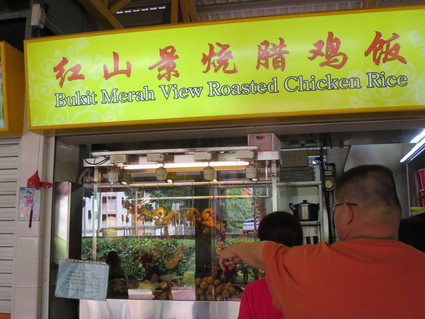 红山景烧腊鸡饭
Bukit Merah View Roasted Chicken Rice